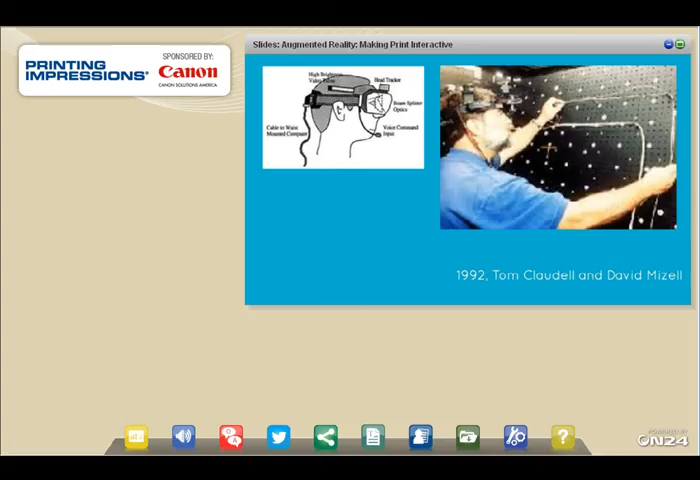 Slides: Augmented Reality: Making Print Interactive
PRINTING
IMPRESSIONS®
SPONSORED BY:
Canon
CANON SOLUTIONS AMERICA
High Brightness
Video Tubes
Head Tracker
Beam Splitter
Optics
Cable to Waist
Mounted Computer
Voice Command
Input
1992, Tom Claudell and David Mizell
Q
A
?
POWERED BY
ON24